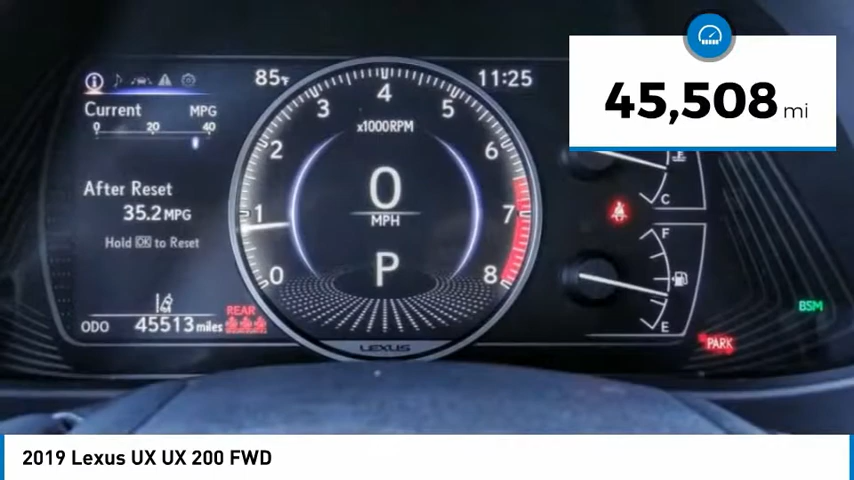 85°F
11:25
45,508 mi
Current MPG
0 20 40
After Reset
35.2 MPG
Hold OK to Reset
ODO 45513 miles
REAR
0 1 2 3 4 5 6 7 8
x1000RPM
0
MPH
P
LEXUS
C
F
E
BSM
PARK
2019 Lexus UX UX 200 FWD